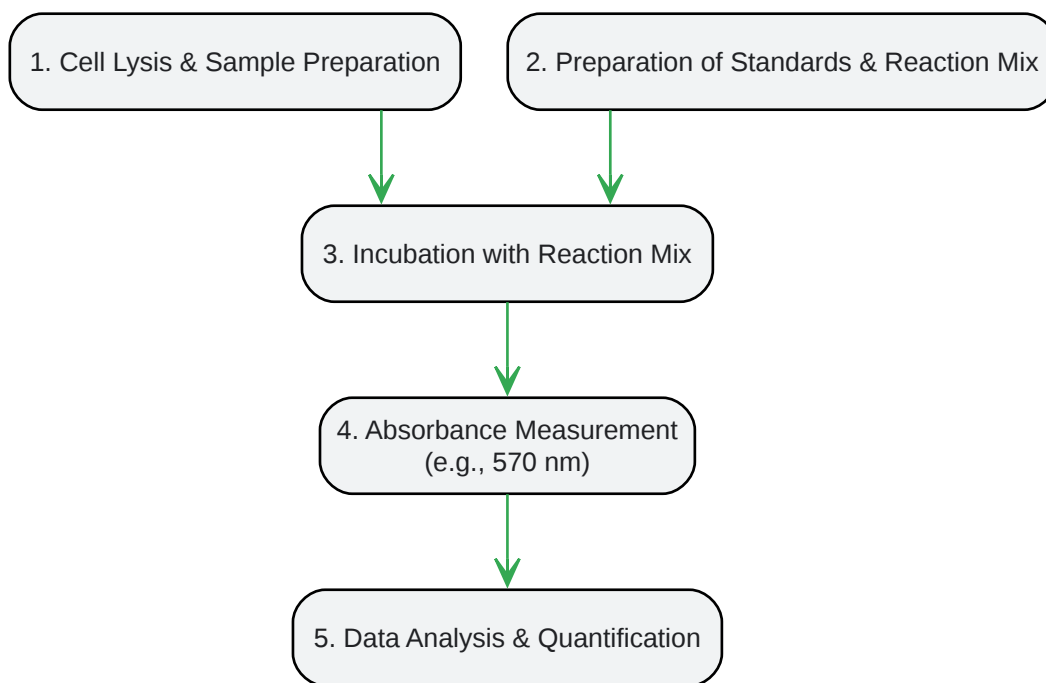 1. Cell Lysis & Sample Preparation
2. Preparation of Standards & Reaction Mix
3. Incubation with Reaction Mix
4. Absorbance Measurement
(e.g., 570 nm)
5. Data Analysis & Quantification